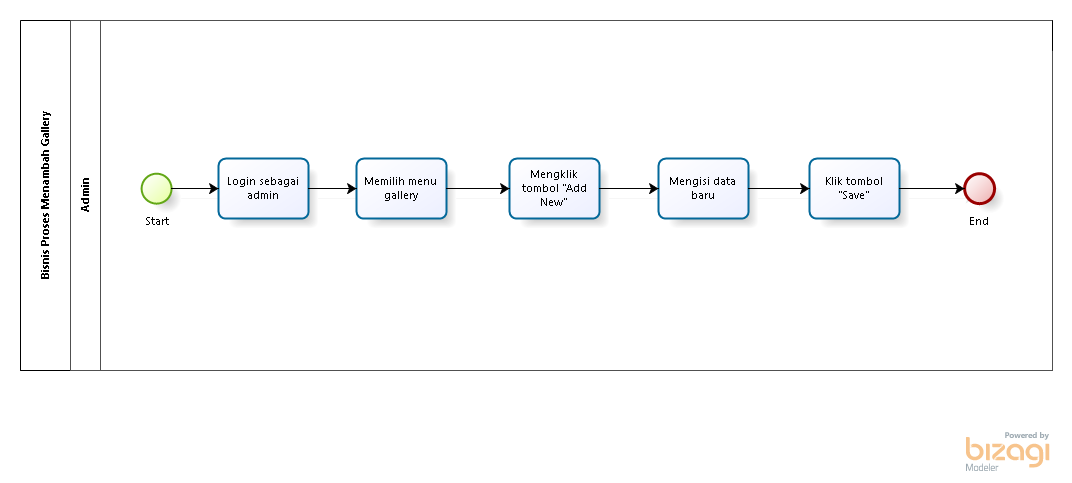 Bisnis Proses Menambah Gallery
Admin
Start
Login sebagai
admin
Memilih menu
gallery
Mengklik
tombol "Add
New"
Mengisi data
baru
Klik tombol
"Save"
End
Powered by
bizagi
Modeler